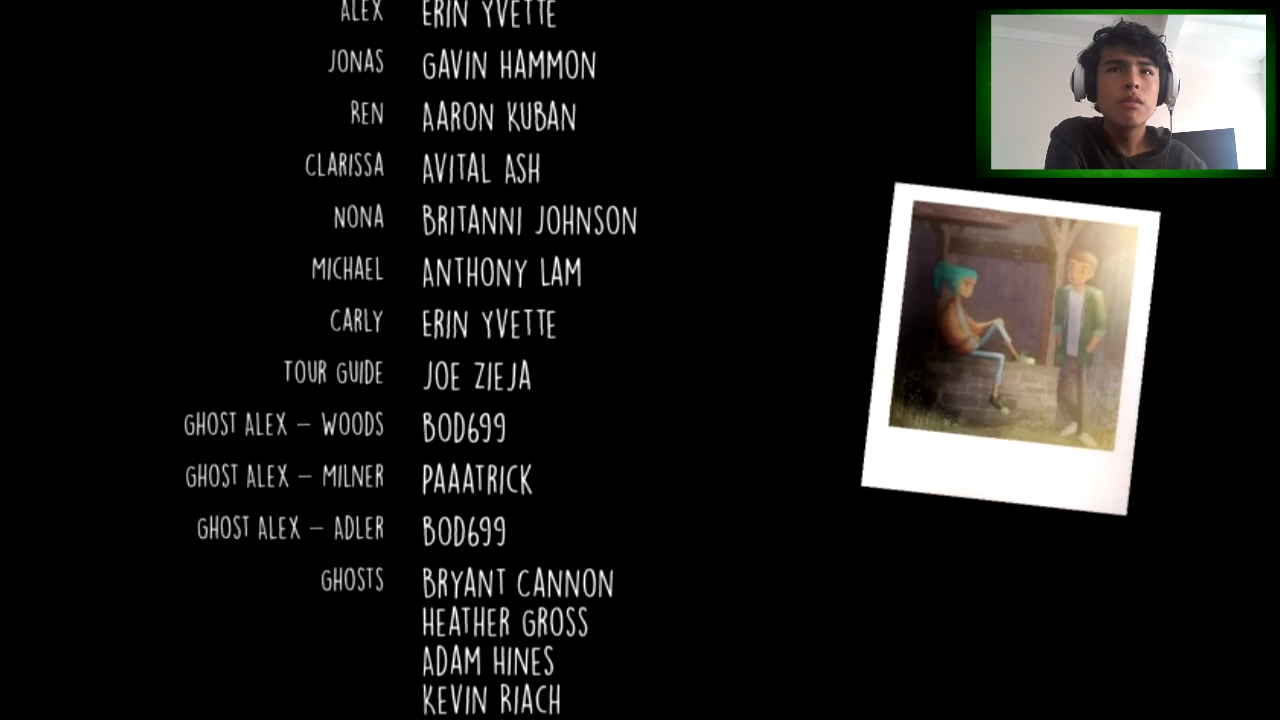 ALEX ERIN YVETTE
JONAS GAVIN HAMMON
REN AARON KUBAN
CLARISSA AVITAL ASH
NONA BRITANNI JOHNSON
MICHAEL ANTHONY LAM
CARLY ERIN YVETTE
TOUR GUIDE JOE ZIEJA
GHOST ALEX – WOODS BOD699
GHOST ALEX – MILNER PAAATRICK
GHOST ALEX – ADLER BOD699
GHOSTS BRYANT CANNON
HEATHER GROSS
ADAM HINES
KEVIN RIACH